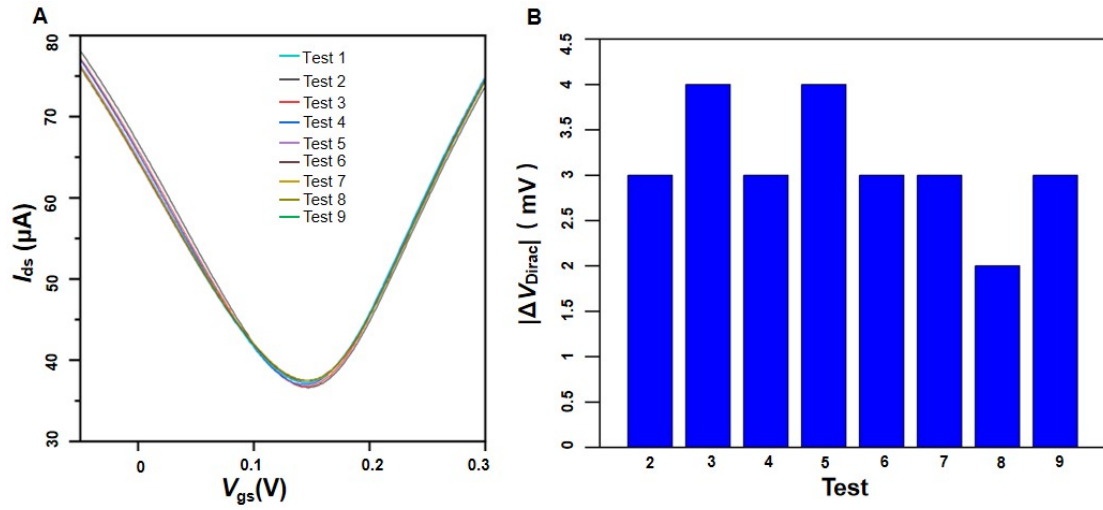 A
80
70
60
50
40
30
I_ds (µA)
0
0.1
0.2
0.3
V_gs(V)
Test 1
Test 2
Test 3
Test 4
Test 5
Test 6
Test 7
Test 8
Test 9
B
4.5
4
3.5
3
2.5
2
1.5
1
0.5
0
|ΔV_Dirac| ( mV)
2
3
4
5
6
7
8
9
Test